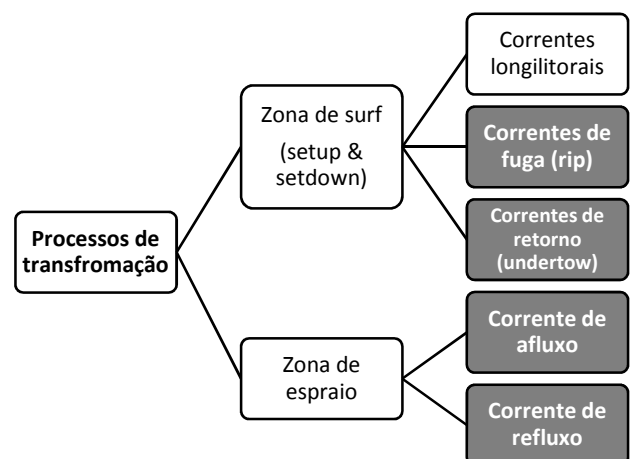 Correntes
longilitorais
Zona de surf
(setup &
setdown)
Correntes de
fuga (rip)
Correntes de
retorno
(undertow)
Processos de
transfromação
Corrente de
afluxo
Zona de
espraio
Corrente de
refluxo